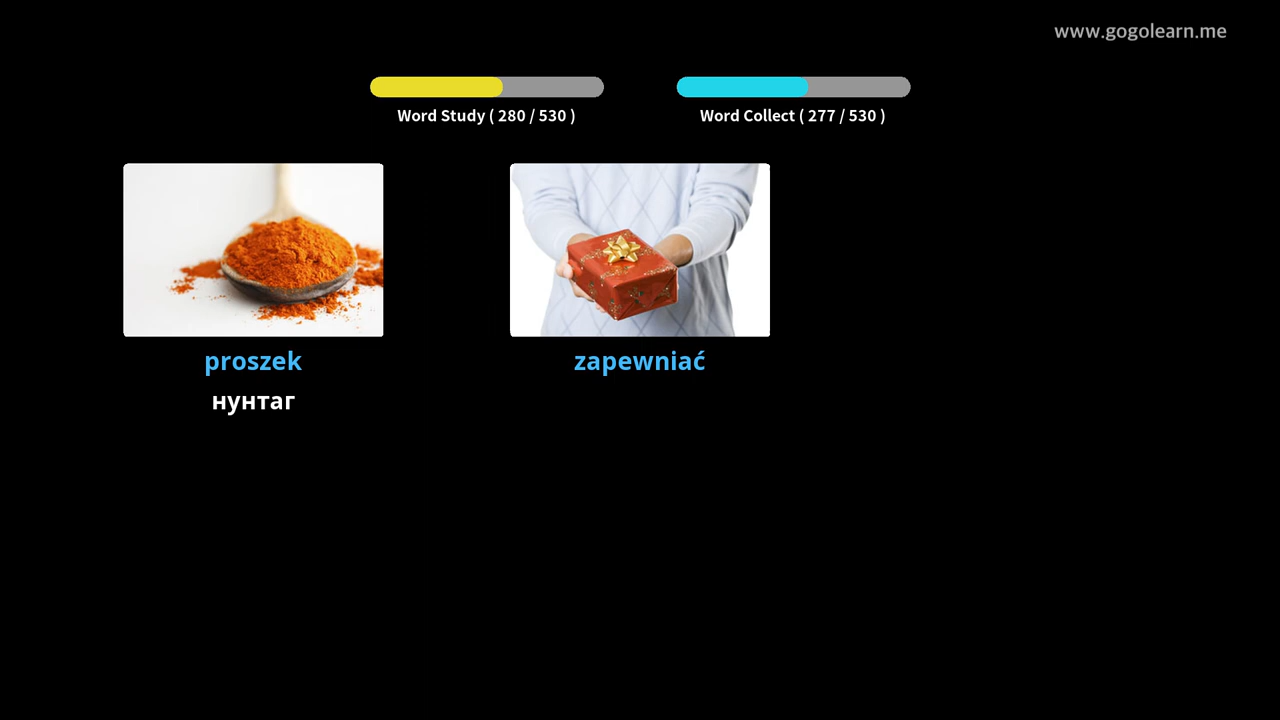 www.gogolearn.me
Word Study ( 280 / 530 )
Word Collect ( 277 / 530 )
proszek
zapewniać
нунтаг